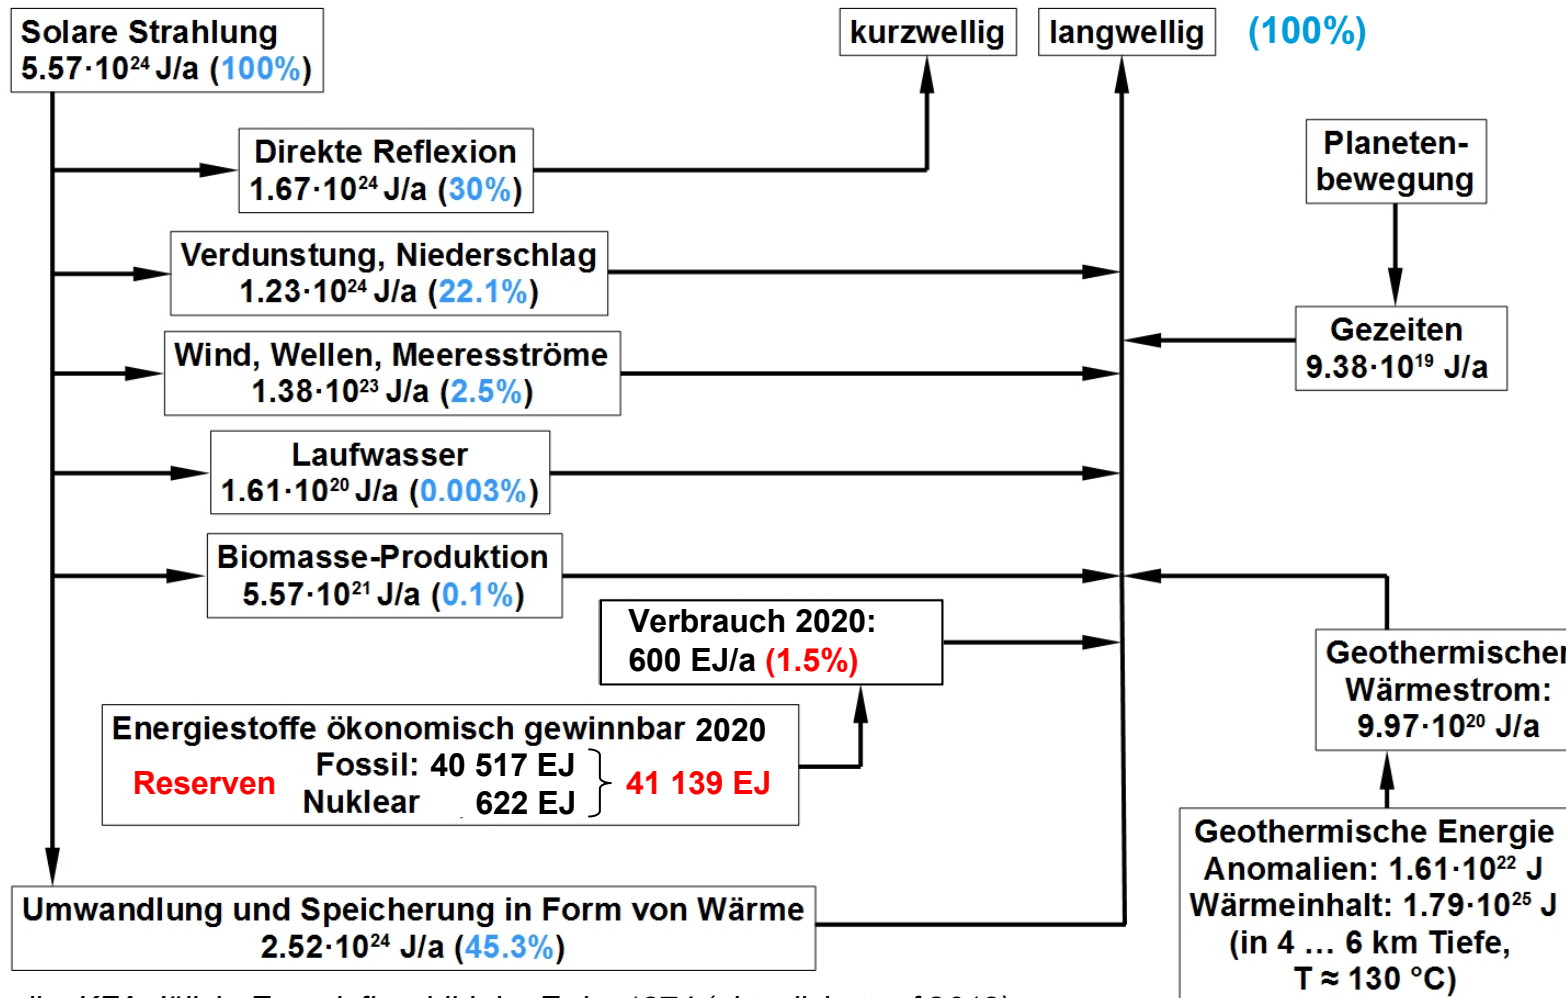 Solare Strahlung
5.57·10²⁴ J/a (100%)
kurzwellig
langwellig
(100%)
Direkte Reflexion
1.67·10²⁴ J/a (30%)
Planeten-
bewegung
Verdunstung, Niederschlag
1.23·10²⁴ J/a (22.1%)
Gezeiten
9.38·10¹⁹ J/a
Wind, Wellen, Meeresströme
1.38·10²³ J/a (2.5%)
Laufwasser
1.61·10²⁰ J/a (0.003%)
Biomasse-Produktion
5.57·10²¹ J/a (0.1%)
Verbrauch 2020:
600 EJ/a (1.5%)
Geothermischer
Wärmestrom:
9.97·10²⁰ J/a
Energiestoffe ökonomisch gewinnbar 2020
Reserven
Fossil: 40 517 EJ
Nuklear 622 EJ
41 139 EJ
Geothermische Energie
Anomalien: 1.61·10²² J
Wärmeinhalt: 1.79·10²⁵ J
(in 4 … 6 km Tiefe,
T ≈ 130 °C)
Umwandlung und Speicherung in Form von Wärme
2.52·10²⁴ J/a (45.3%)